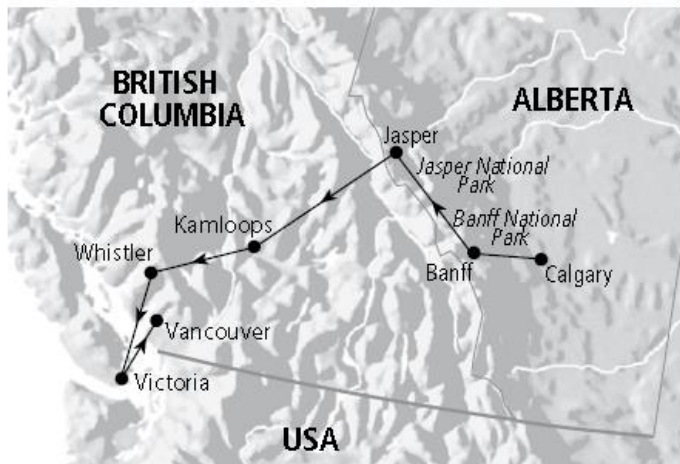 BRITISH
COLUMBIA
ALBERTA
Jasper
Jasper National
Park
Banff National
Park
Kamloops
Whistler
Banff
Calgary
Vancouver
Victoria
USA